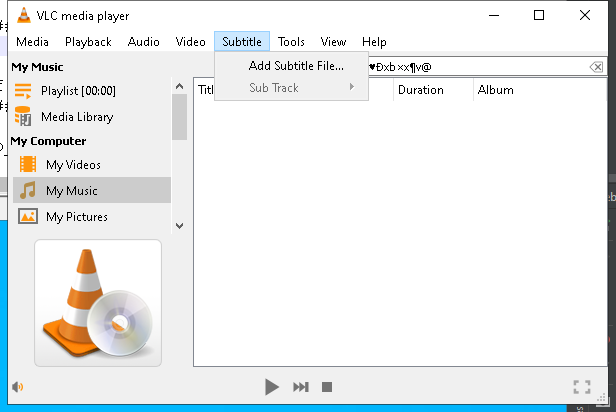 VLC media player
Media Playback Audio Video Subtitle Tools View Help
My Music
♥Ðxb×x¶v@
Add Subtitle File...
Playlist [00:00]
Sub Track
Duration
Album
Media Library
My Computer
My Videos
My Music
My Pictures